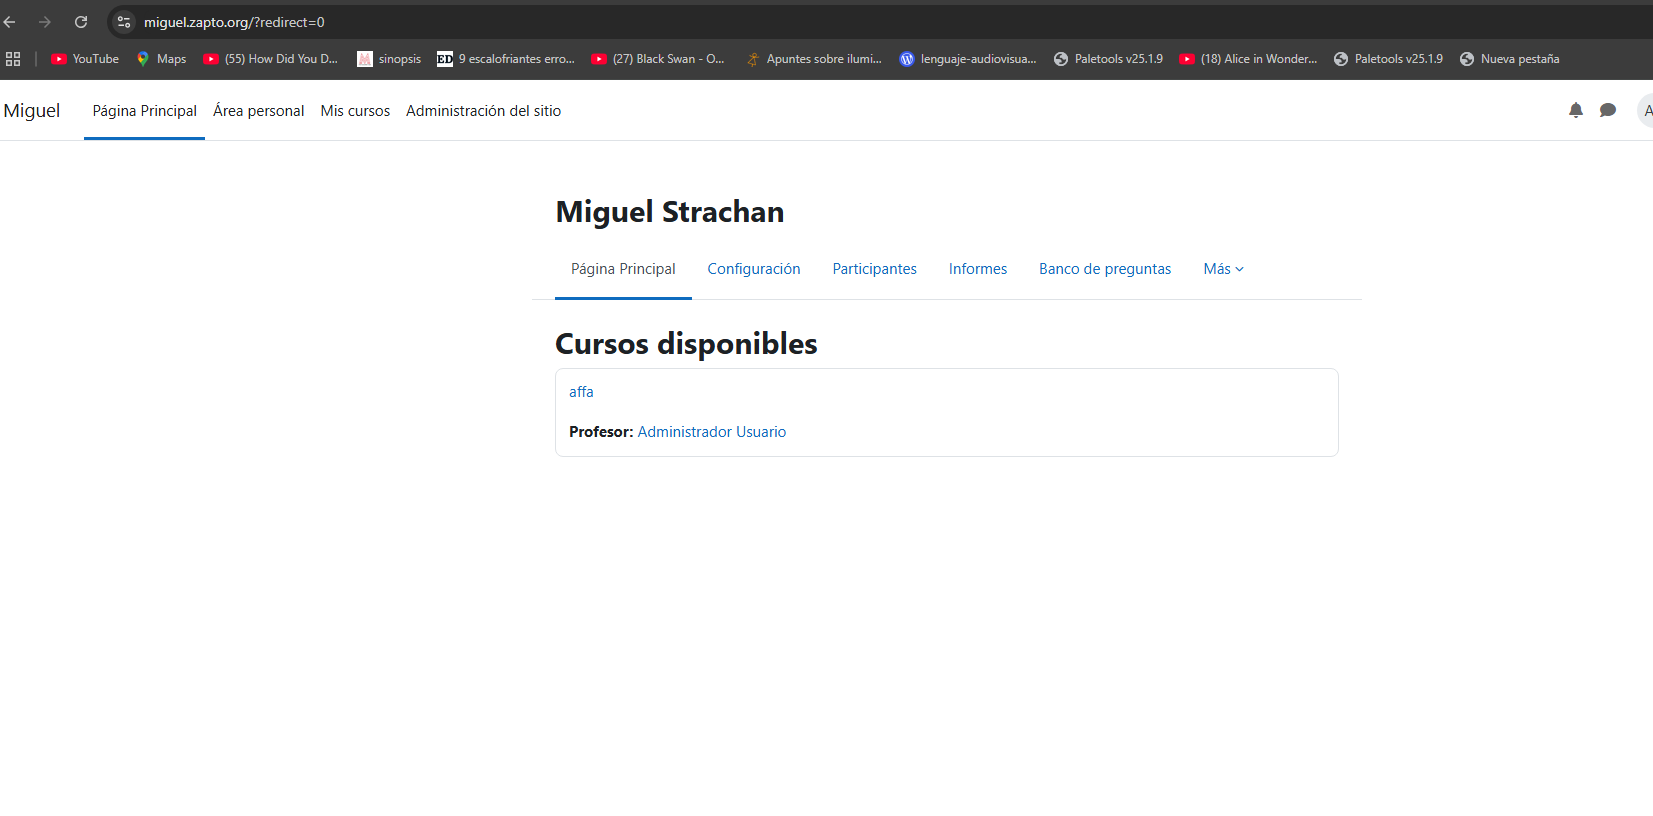 miguel.zapto.org/?redirect=0
YouTube Maps (55) How Did You D... sinopsis 9 escalofriantes erro... (27) Black Swan - O... Apuntes sobre ilumi... lenguaje-audiovisua... Paletools v25.1.9 (18) Alice in Wonder... Paletools v25.1.9 Nueva pestaña
Miguel Página Principal Área personal Mis cursos Administración del sitio A
Miguel Strachan
Página Principal Configuración Participantes Informes Banco de preguntas Más
Cursos disponibles
affa
Profesor: Administrador Usuario